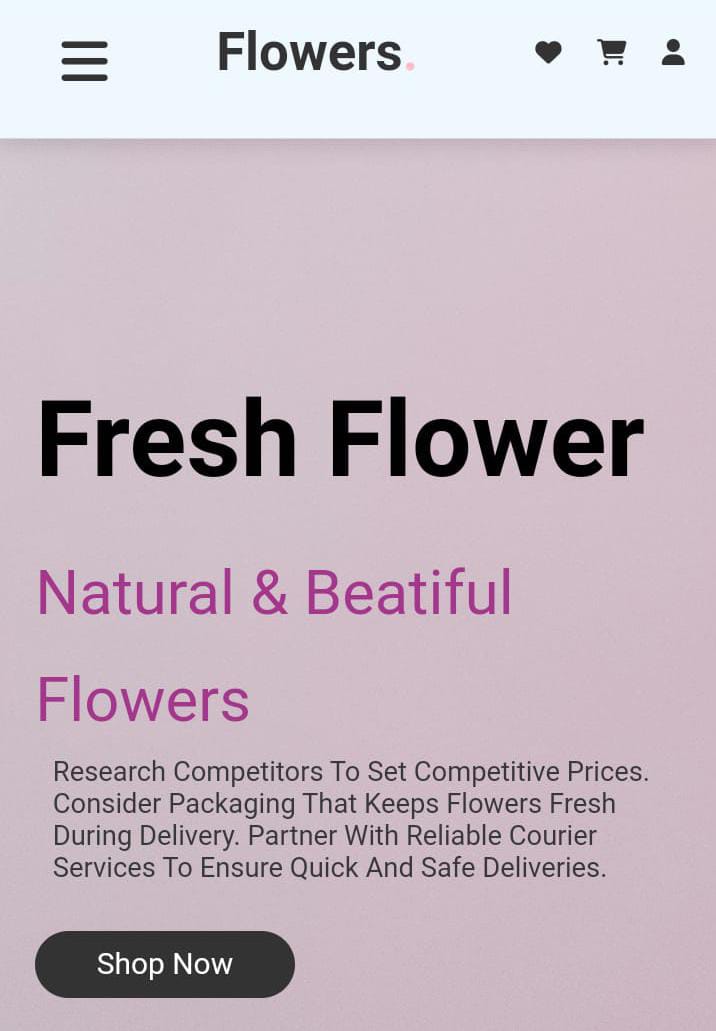 Flowers.
Fresh Flower
Natural & Beatiful
Flowers
Research Competitors To Set Competitive Prices.
Consider Packaging That Keeps Flowers Fresh
During Delivery. Partner With Reliable Courier
Services To Ensure Quick And Safe Deliveries.
Shop Now